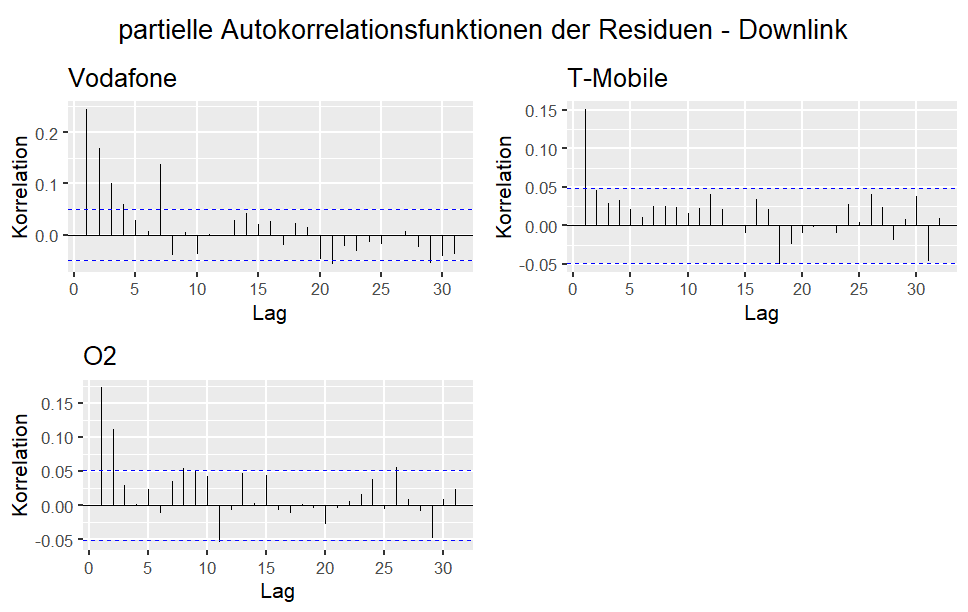 partielle Autokorrelationsfunktionen der Residuen - Downlink
Vodafone
0.2
0.1
0.0
Korrelation
0 5 10 15 20 25 30
Lag
T-Mobile
0.15
0.10
0.05
0.00
-0.05
Korrelation
0 5 10 15 20 25 30
Lag
O2
0.15
0.10
0.05
0.00
-0.05
Korrelation
0 5 10 15 20 25 30
Lag